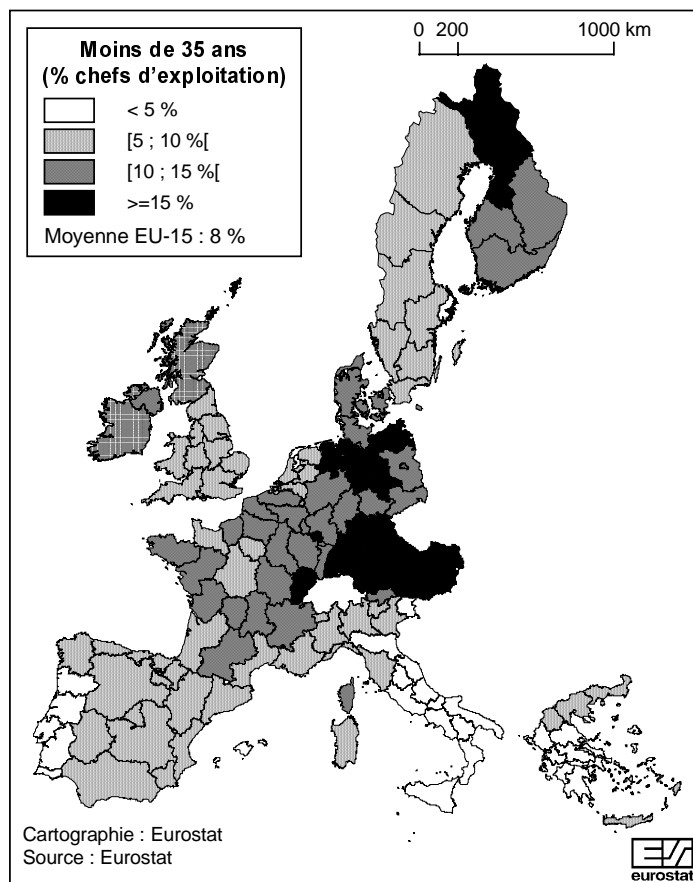 Moins de 35 ans
(% chefs d'exploitation)
< 5 %
[5 ; 10 %[
[10 ; 15 %[
>=15 %
Moyenne EU-15 : 8 %
0 200 1000 km
Cartographie : Eurostat
Source : Eurostat
eurostat